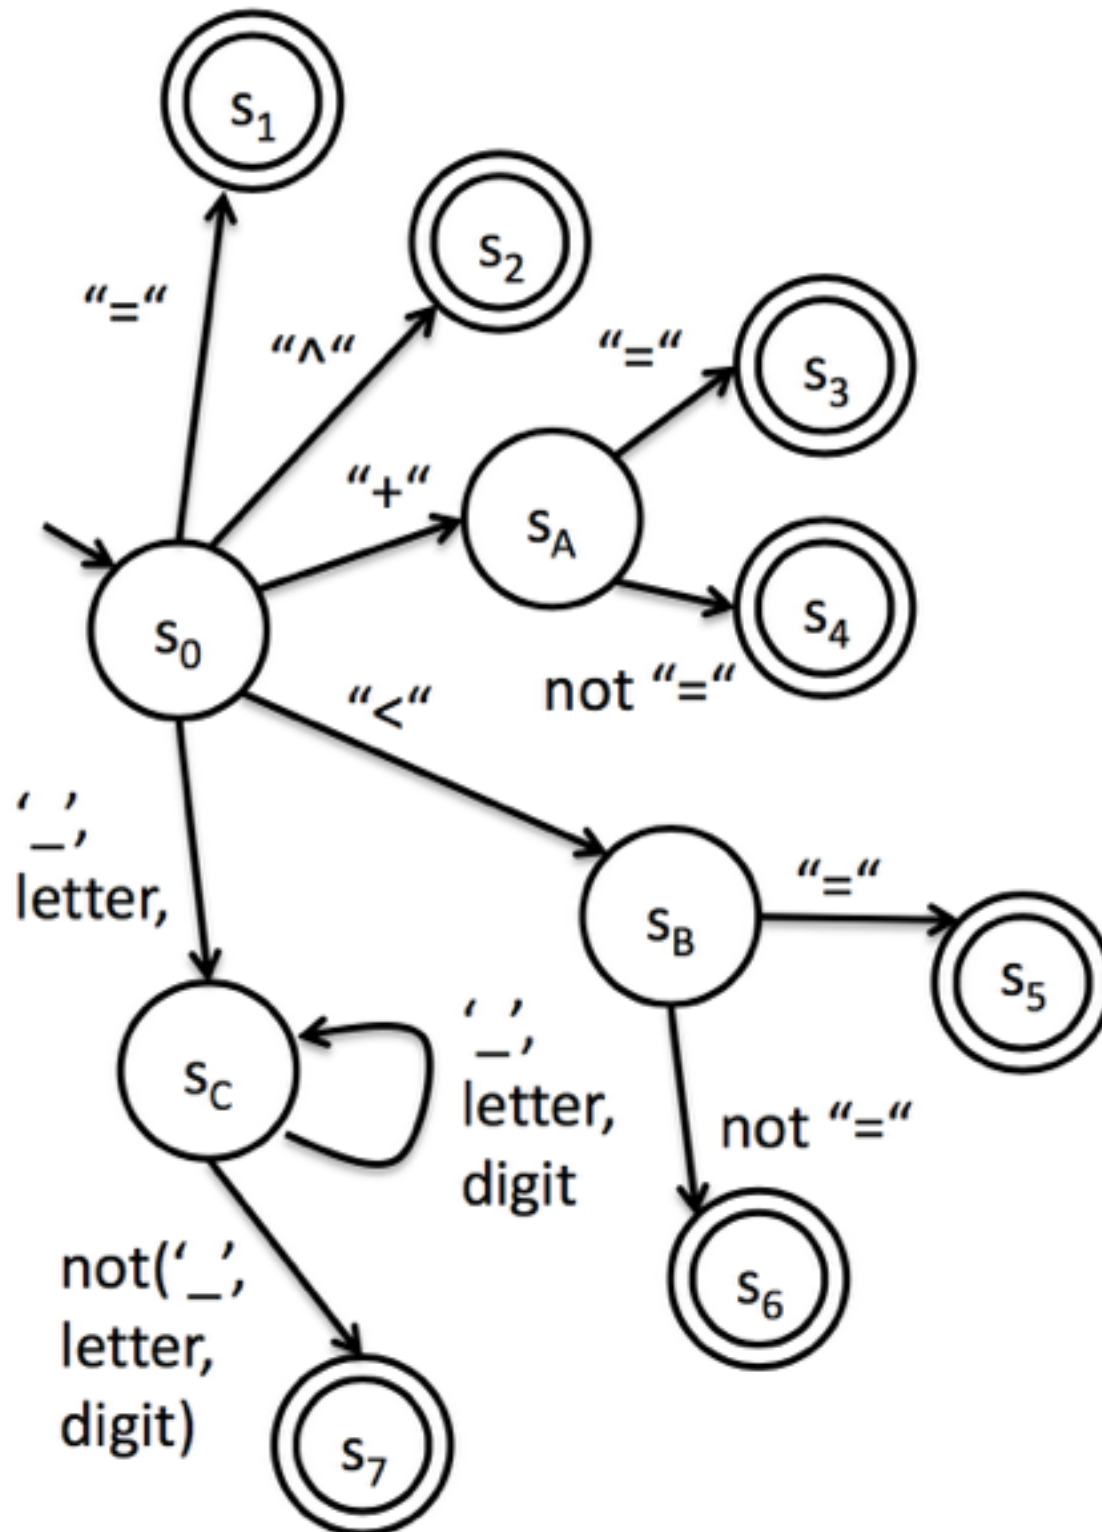 s1
“=“
s2
“^“
“=“
s3
“+“
sA
s4
s0
not “=“
“<“
‘_’,
letter,
sB
“=“
s5
sC
‘_’,
letter,
digit
not “=“
not(‘_’,
letter,
digit)
s6
s7